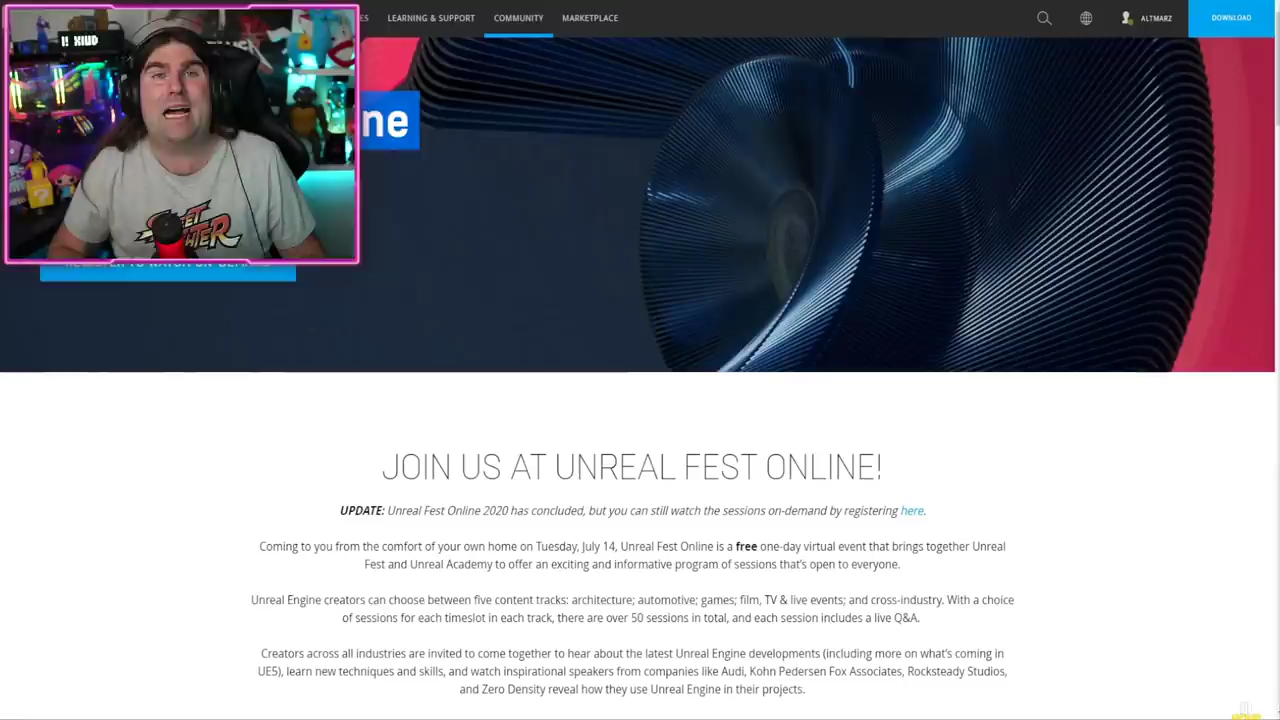 LEARNING & SUPPORT
COMMUNITY
MARKETPLACE
ALTMARZ
DOWNLOAD
ne
STREET
FIGHTER
JOIN US AT UNREAL FEST ONLINE!
UPDATE: Unreal Fest Online 2020 has concluded, but you can still watch the sessions on-demand by registering here.
Coming to you from the comfort of your own home on Tuesday, July 14, Unreal Fest Online is a free one-day virtual event that brings together Unreal
Fest and Unreal Academy to offer an exciting and informative program of sessions that's open to everyone.
Unreal Engine creators can choose between five content tracks: architecture; automotive; games; film, TV & live events; and cross-industry. With a choice
of sessions for each timeslot in each track, there are over 50 sessions in total, and each session includes a live Q&A.
Creators across all industries are invited to come together to hear about the latest Unreal Engine developments (including more on what's coming in
UE5), learn new techniques and skills, and watch inspirational speakers from companies like Audi, Kohn Pedersen Fox Associates, Rocksteady Studios,
and Zero Density reveal how they use Unreal Engine in their projects.